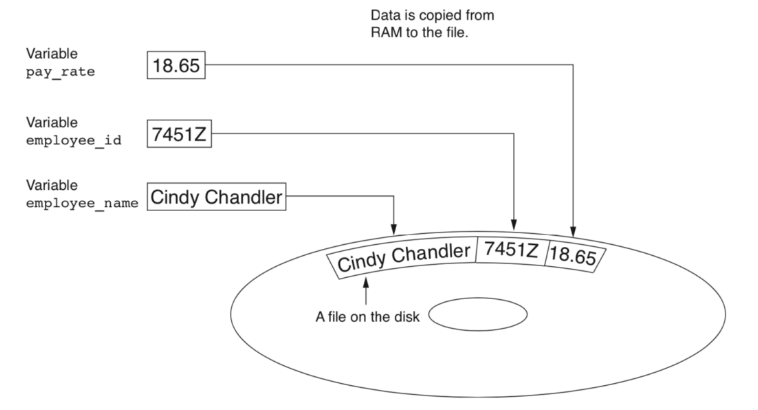 Data is copied from
RAM to the file.
Variable
pay_rate
18.65
Variable
employee_id
7451Z
Variable
employee_name
Cindy Chandler
Cindy Chandler
7451Z
18.65
A file on the disk